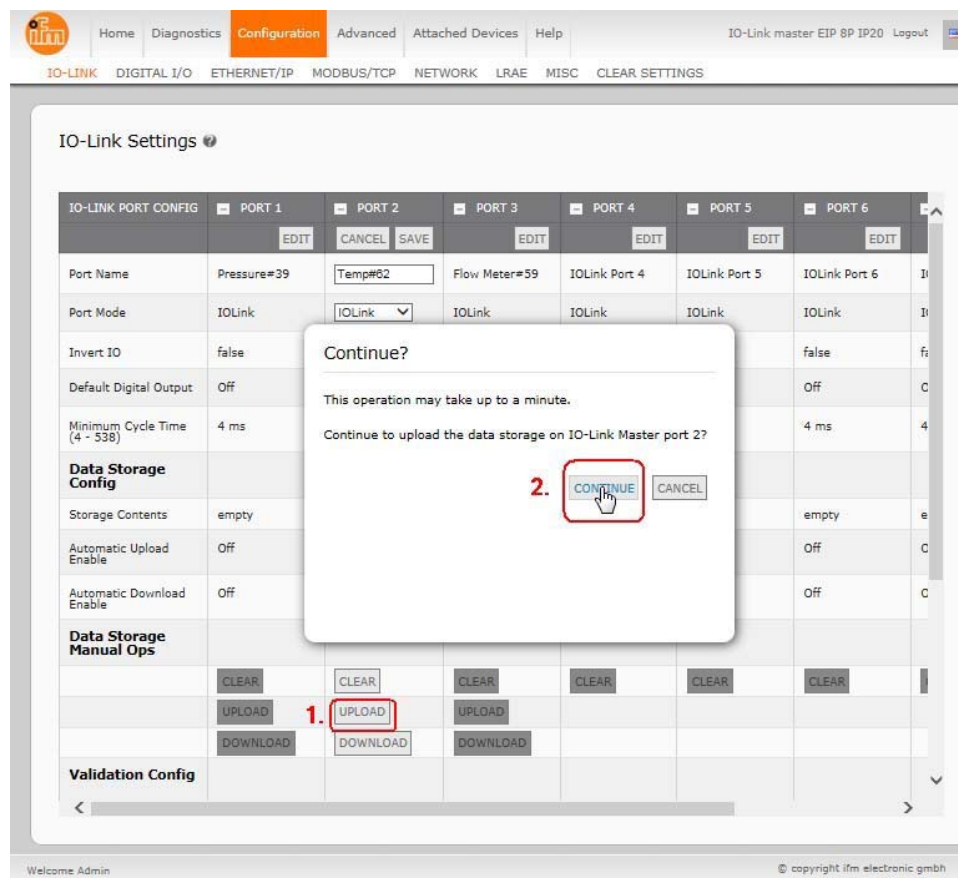 ifm
Home Diagnostics Configuration Advanced Attached Devices Help IO-Link master EIP 8P IP20 Logout
IO-LINK DIGITAL I/O ETHERNET/IP MODBUS/TCP NETWORK LRAE MISC CLEAR SETTINGS
IO-Link Settings ?
IO-LINK PORT CONFIG PORT 1 PORT 2 PORT 3 PORT 4 PORT 5 PORT 6
EDIT CANCEL SAVE EDIT EDIT EDIT EDIT
Port Name Pressure#39 Temp#62 Flow Meter#59 IOLink Port 4 IOLink Port 5 IOLink Port 6
Port Mode IOLink IOLink IOLink IOLink IOLink IOLink
Invert IO false false
Default Digital Output Off Off
Minimum Cycle Time
(4 - 538) 4 ms 4 ms 4
Data Storage
Config
Storage Contents empty empty
Automatic Upload
Enable Off Off
Automatic Download
Enable Off Off
Data Storage
Manual Ops
Continue?
This operation may take up to a minute.
Continue to upload the data storage on IO-Link Master port 2?
2. CONTINUE CANCEL
CLEAR CLEAR CLEAR CLEAR CLEAR CLEAR
UPLOAD 1. UPLOAD UPLOAD
DOWNLOAD DOWNLOAD DOWNLOAD
Validation Config
Welcome Admin © copyright ifm electronic gmbh